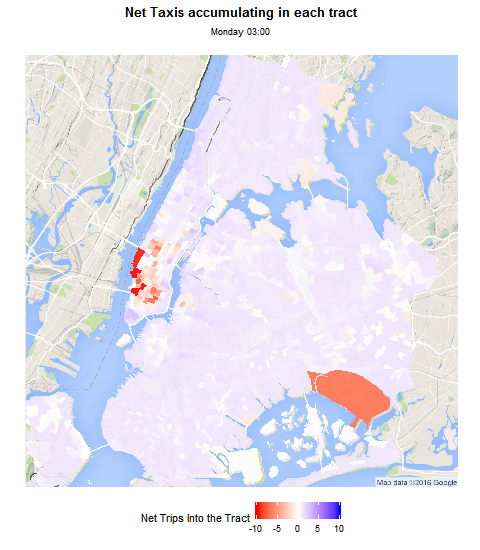 Net Taxis accumulating in each tract
Monday 03:00
Map data ©2016 Google
Net Trips Into the Tract
-10 -5 0 5 10